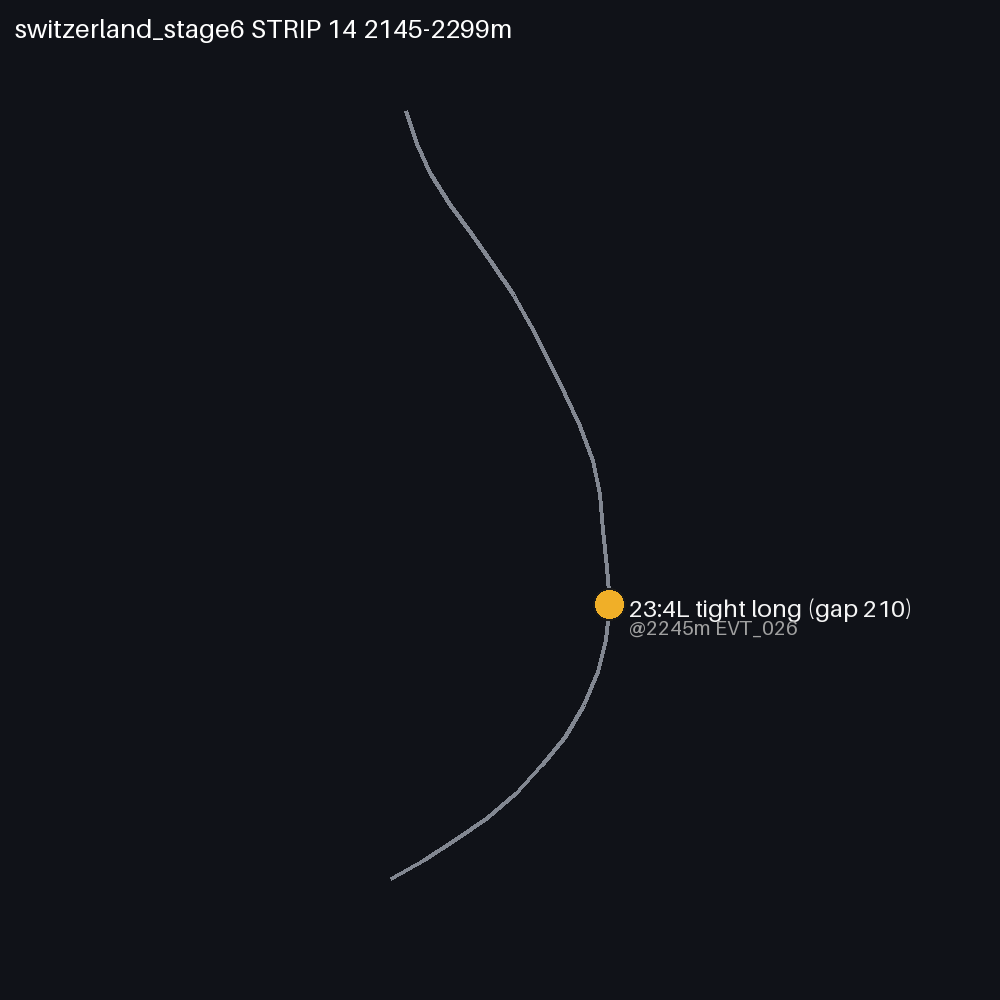 switzerland_stage6 STRIP 14 2145-2299m
23:4L tight long (gap 210)
@2245m EVT_026